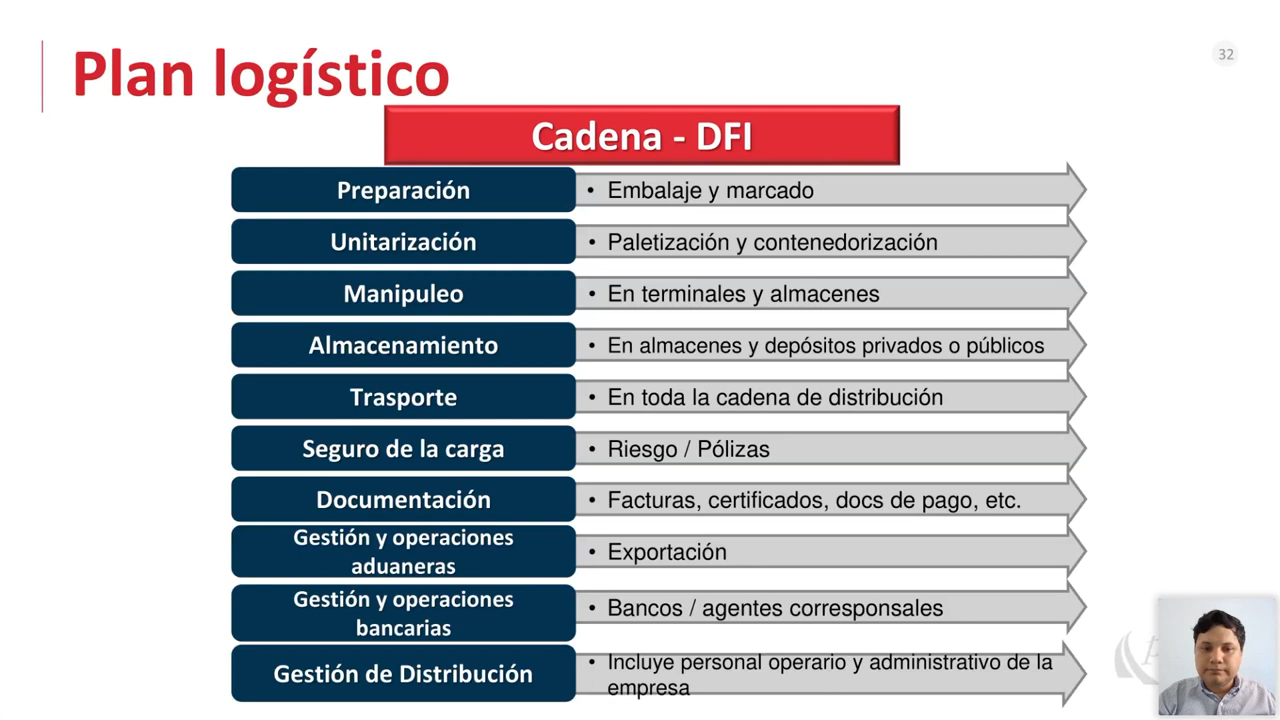 32
Plan logístico
Cadena - DFI
Preparación
• Embalaje y marcado
Unitarización
• Paletización y contenedorización
Manipuleo
• En terminales y almacenes
Almacenamiento
• En almacenes y depósitos privados o públicos
Trasporte
• En toda la cadena de distribución
Seguro de la carga
• Riesgo / Pólizas
Documentación
• Facturas, certificados, docs de pago, etc.
Gestión y operaciones
aduaneras
• Exportación
Gestión y operaciones
bancarias
• Bancos / agentes corresponsales
Gestión de Distribución
• Incluye personal operario y administrativo de la
empresa